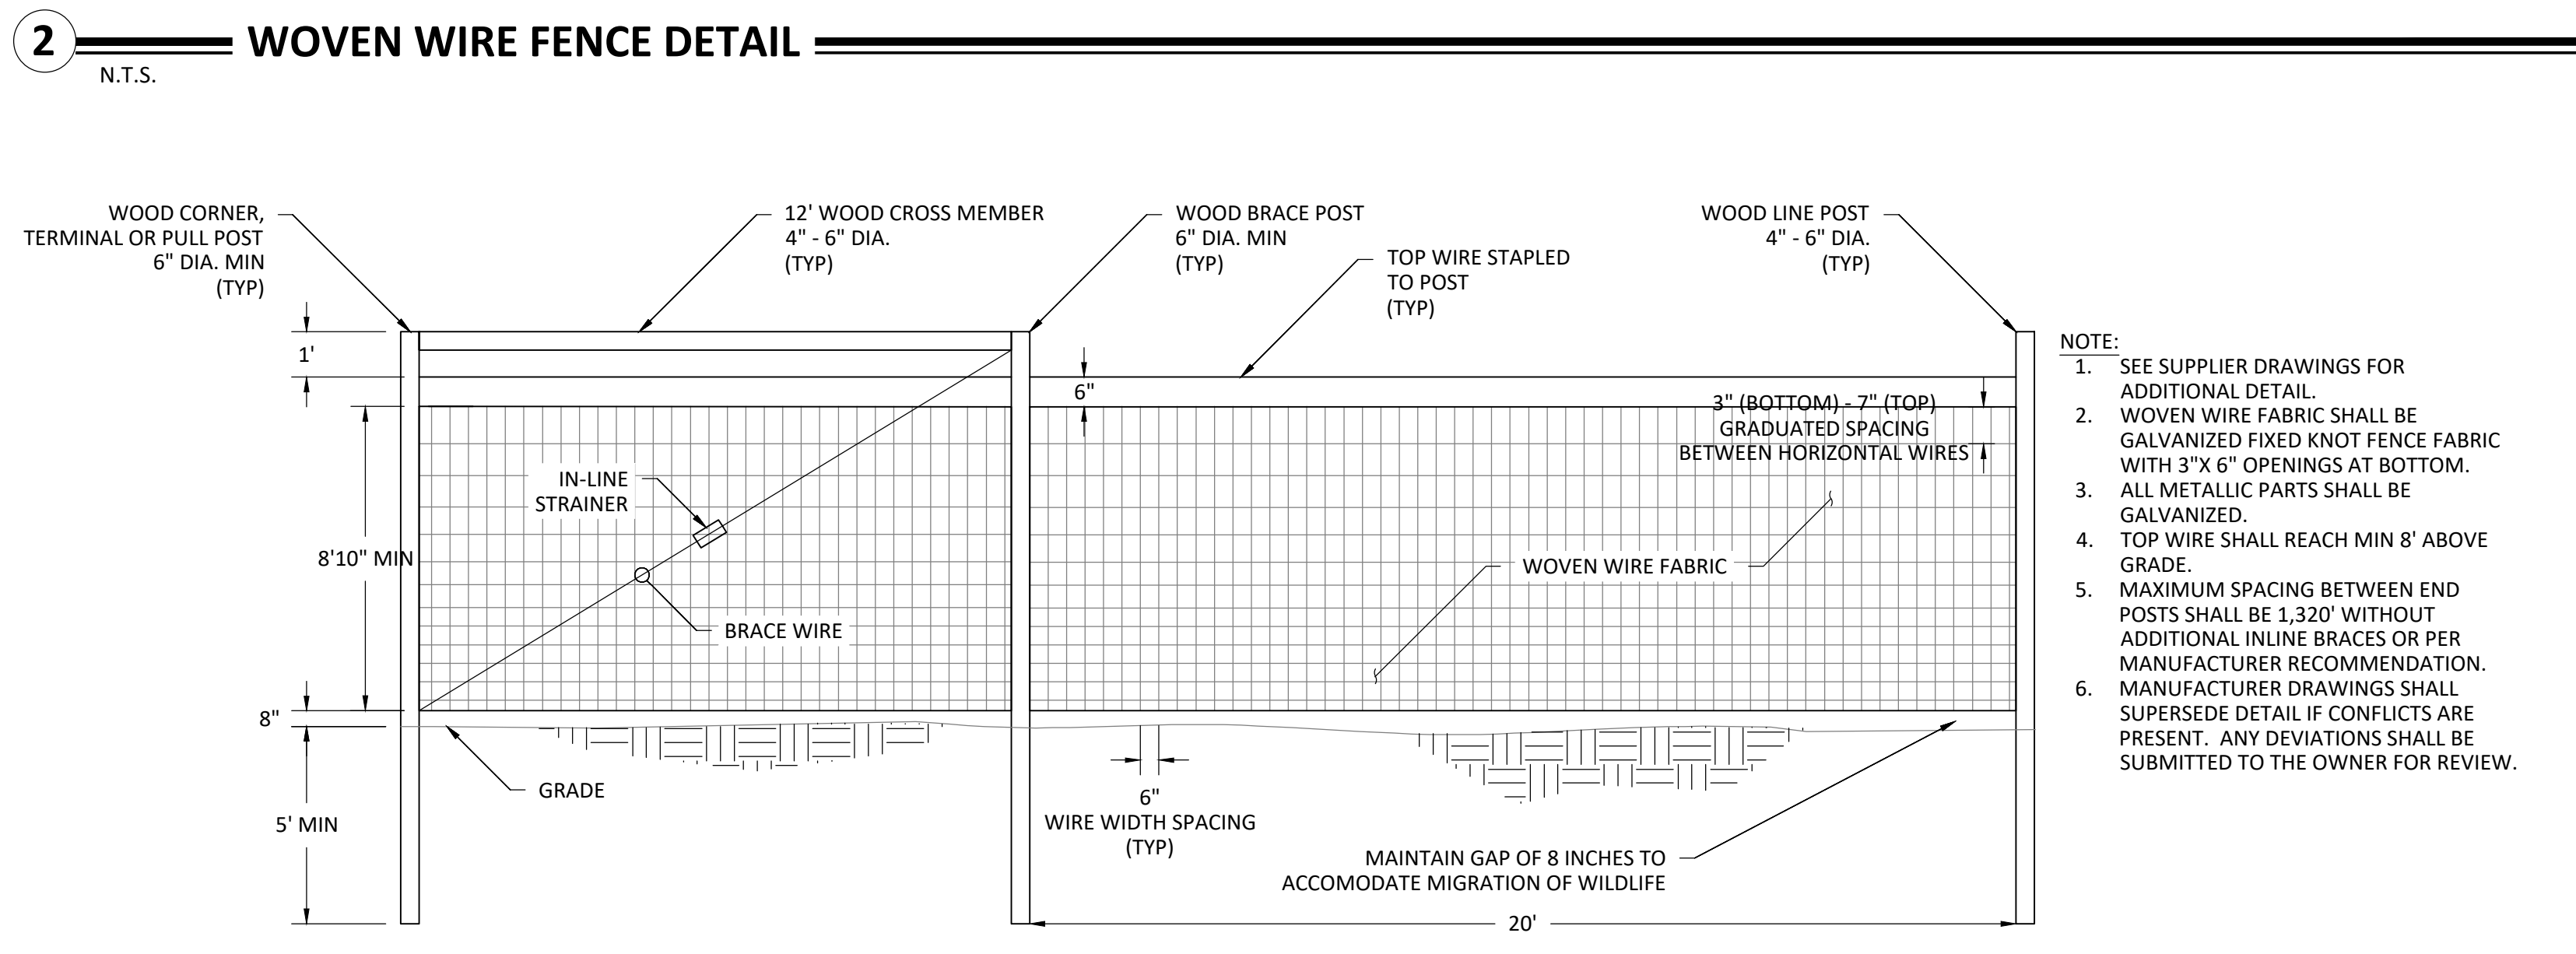 2
WOVEN WIRE FENCE DETAIL
N.T.S.
WOOD CORNER,
TERMINAL OR PULL POST
6" DIA. MIN
(TYP)
12' WOOD CROSS MEMBER
4" - 6" DIA.
(TYP)
WOOD BRACE POST
6" DIA. MIN
(TYP)
TOP WIRE STAPLED
TO POST
(TYP)
WOOD LINE POST
4" - 6" DIA.
(TYP)
1'
6"
3" (BOTTOM) - 7" (TOP)
GRADUATED SPACING
BETWEEN HORIZONTAL WIRES
IN-LINE
STRAINER
8'10" MIN
WOVEN WIRE FABRIC
BRACE WIRE
8"
GRADE
5' MIN
6"
WIRE WIDTH SPACING
(TYP)
MAINTAIN GAP OF 8 INCHES TO
ACCOMODATE MIGRATION OF WILDLIFE
20'
NOTE:
1. SEE SUPPLIER DRAWINGS FOR
ADDITIONAL DETAIL.
2. WOVEN WIRE FABRIC SHALL BE
GALVANIZED FIXED KNOT FENCE FABRIC
WITH 3"X 6" OPENINGS AT BOTTOM.
3. ALL METALLIC PARTS SHALL BE
GALVANIZED.
4. TOP WIRE SHALL REACH MIN 8' ABOVE
GRADE.
5. MAXIMUM SPACING BETWEEN END
POSTS SHALL BE 1,320' WITHOUT
ADDITIONAL INLINE BRACES OR PER
MANUFACTURER RECOMMENDATION.
6. MANUFACTURER DRAWINGS SHALL
SUPERSEDE DETAIL IF CONFLICTS ARE
PRESENT. ANY DEVIATIONS SHALL BE
SUBMITTED TO THE OWNER FOR REVIEW.